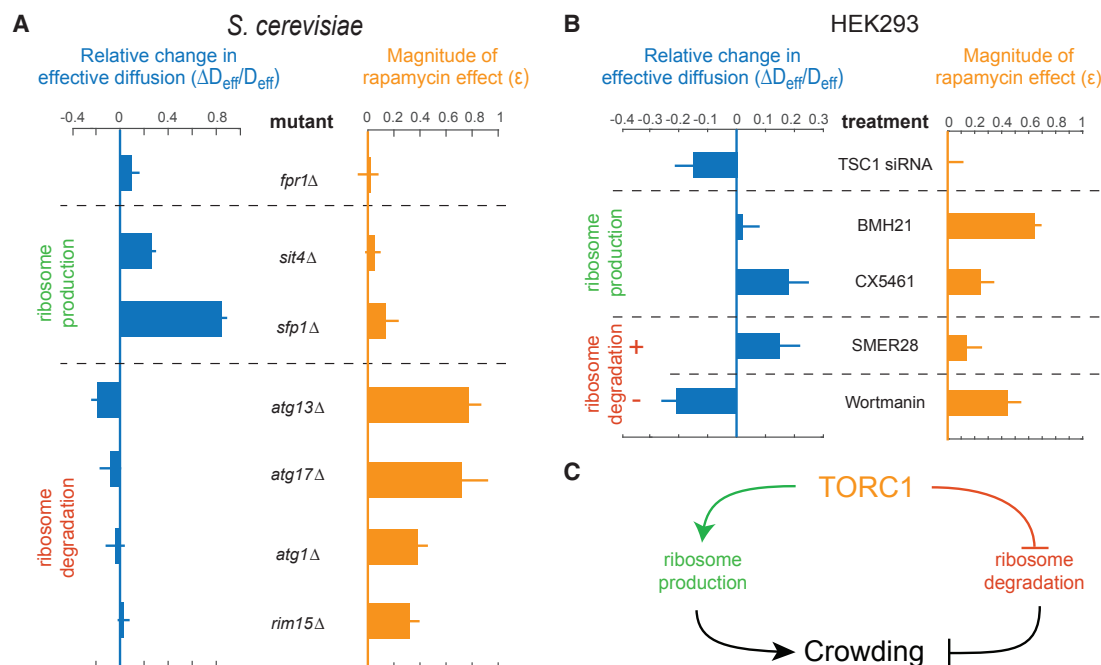 A
S. cerevisiae
Relative change in
effective diffusion (ΔDeff/Deff)
Magnitude of
rapamycin effect (ε)
-0.4 0 0.4 0.8
mutant
0 0.2 0.4 0.6 0.8 1
fpr1Δ
ribosome
production
sit4Δ
sfp1Δ
ribosome
degradation
atg13Δ
atg17Δ
atg1Δ
rim15Δ
B
HEK293
Relative change in
effective diffusion (ΔDeff/Deff)
Magnitude of
rapamycin effect (ε)
-0.4 -0.3 -0.2 -0.1 0 0.1 0.2 0.3
treatment
0 0.2 0.4 0.6 0.8 1
TSC1 siRNA
ribosome
production
BMH21
CX5461
ribosome
degradation
+
SMER28
-
Wortmanin
C
TORC1
ribosome
production
ribosome
degradation
Crowding